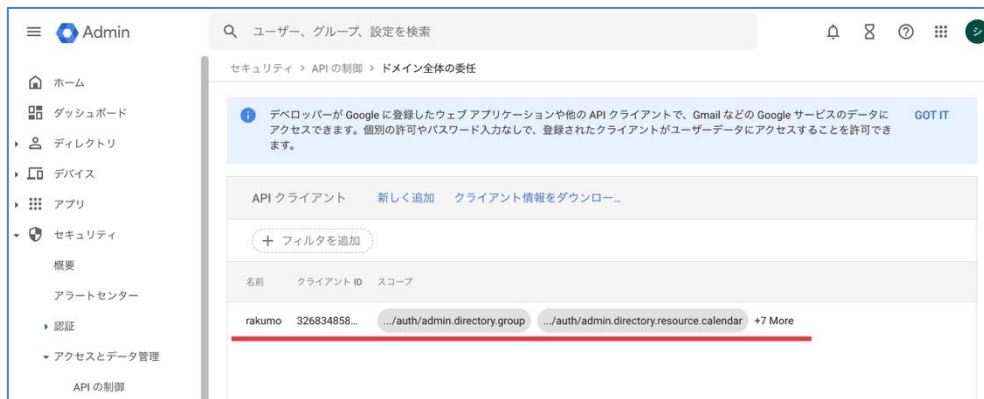 Admin
ユーザー、グループ、設定を検索
シ
セキュリティ > API の制御 > ドメイン全体の委任
ホーム
ダッシュボード
ディレクトリ
デバイス
アプリ
セキュリティ
概要
アラートセンター
認証
アクセスとデータ管理
API の制御
デベロッパーが Google に登録したウェブ アプリケーションや他の API クライアントで、Gmail などの Google サービスのデータに
アクセスできます。個別の許可やパスワード入力なしで、登録されたクライアントがユーザーデータにアクセスすることを許可でき
ます。
GOT IT
API クライアント 新しく追加 クライアント情報をダウンロー...
+ フィルタを追加
名前 クライアント ID スコープ
rakumo 326834858... .../auth/admin.directory.group .../auth/admin.directory.resource.calendar +7 More